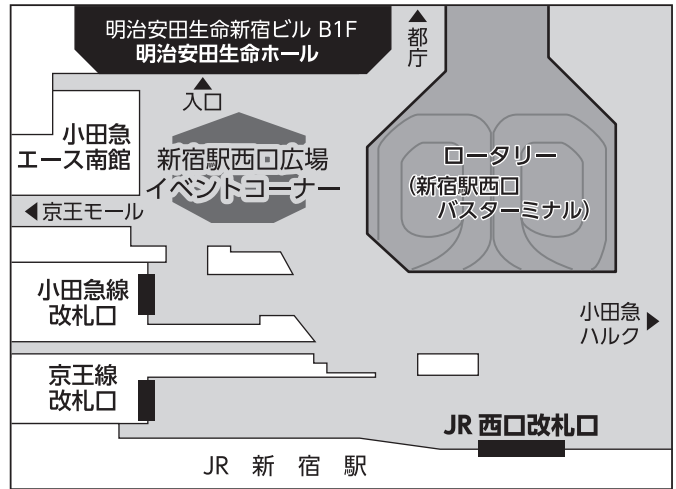 明治安田生命新宿ビル B1F
明治安田生命ホール
▲
都庁
▲
入口
小田急
エース南館
新宿駅西口広場
イベントコーナー
ロータリー
(新宿駅西口
バスターミナル)
◀京王モール
小田急線
改札口
小田急
ハルク
▶
京王線
改札口
JR 西口改札口
JR 新 宿 駅